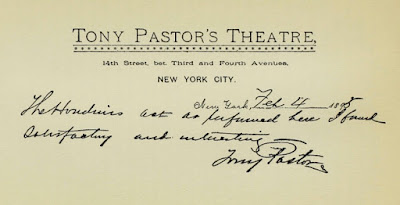 TONY PASTOR'S THEATRE,
14th Street, bet. Third and Fourth Avenues,
NEW YORK CITY.
New York, Feb 4 1895
The Houdinis act as performed here I found
satisfactory and interesting
Tony Pastor